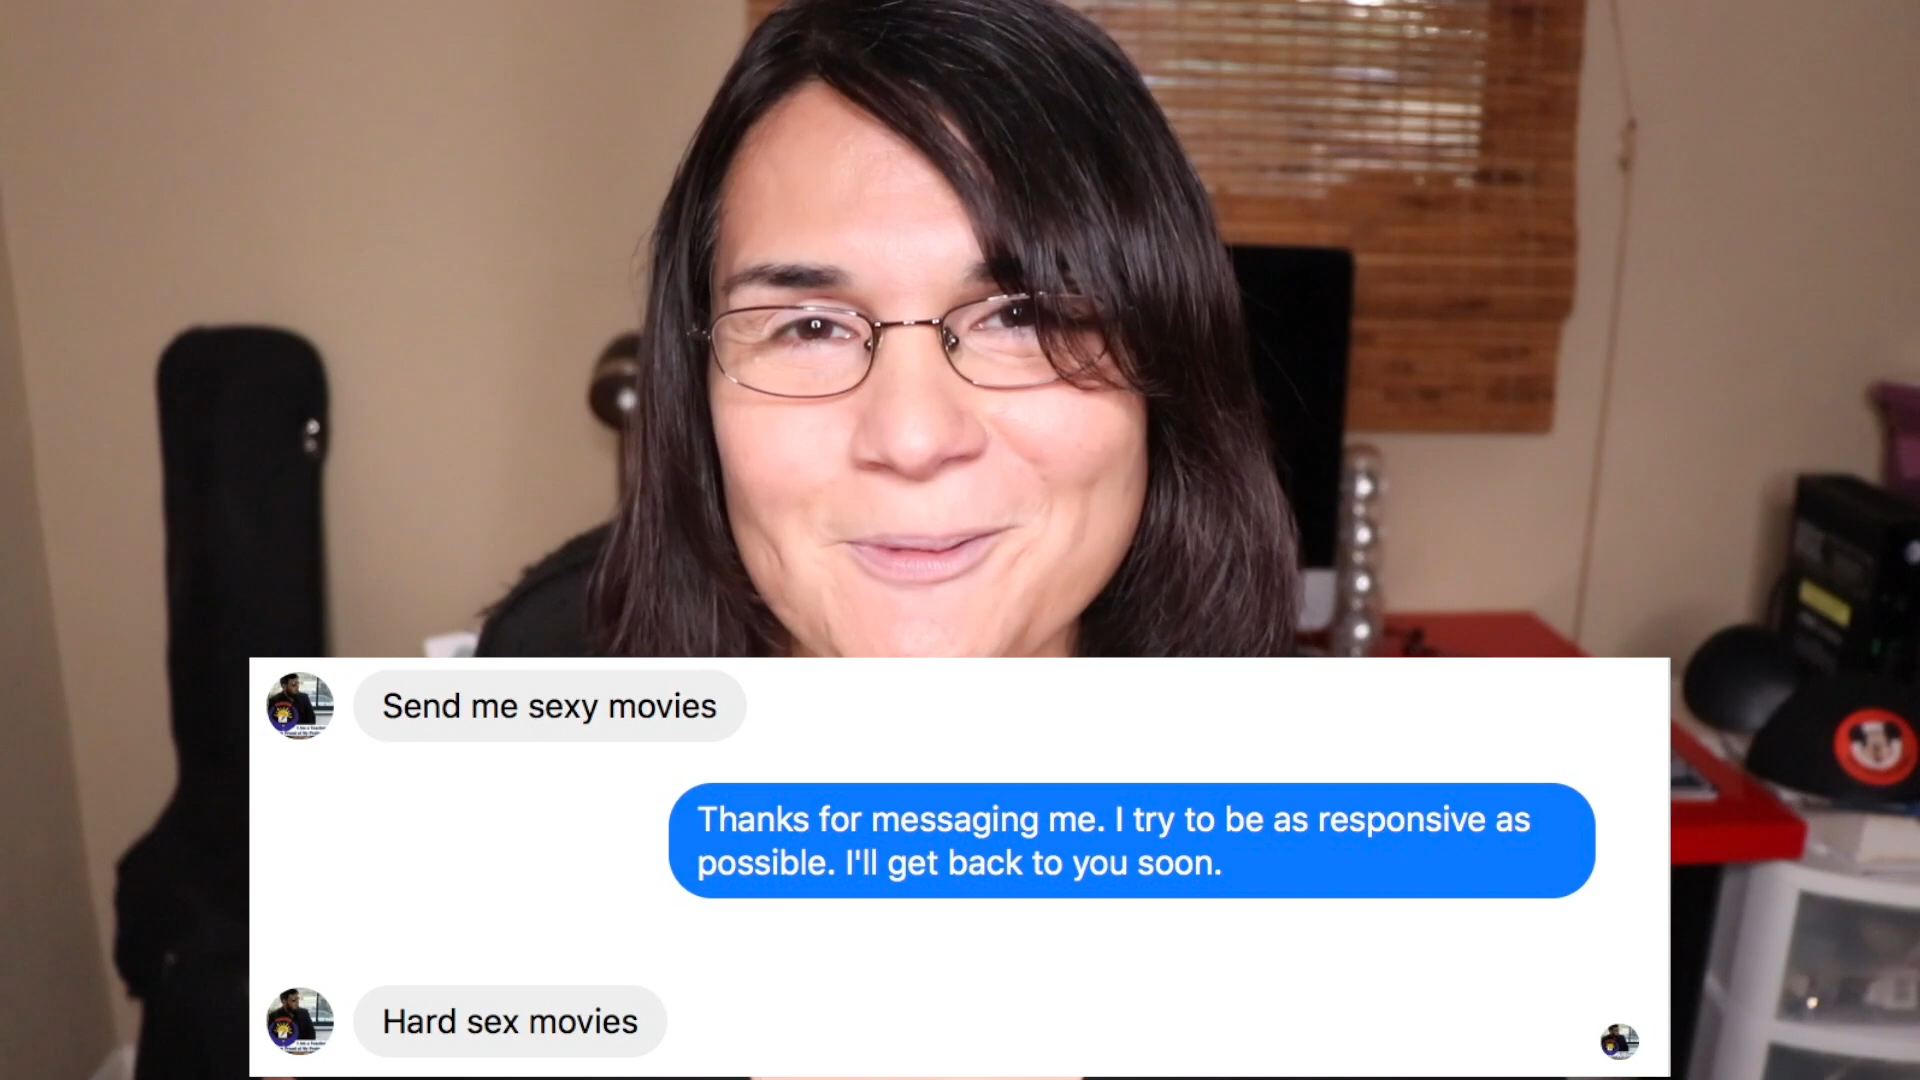 Send me sexy movies
Thanks for messaging me. I try to be as responsive as
possible. I'll get back to you soon.
Hard sex movies